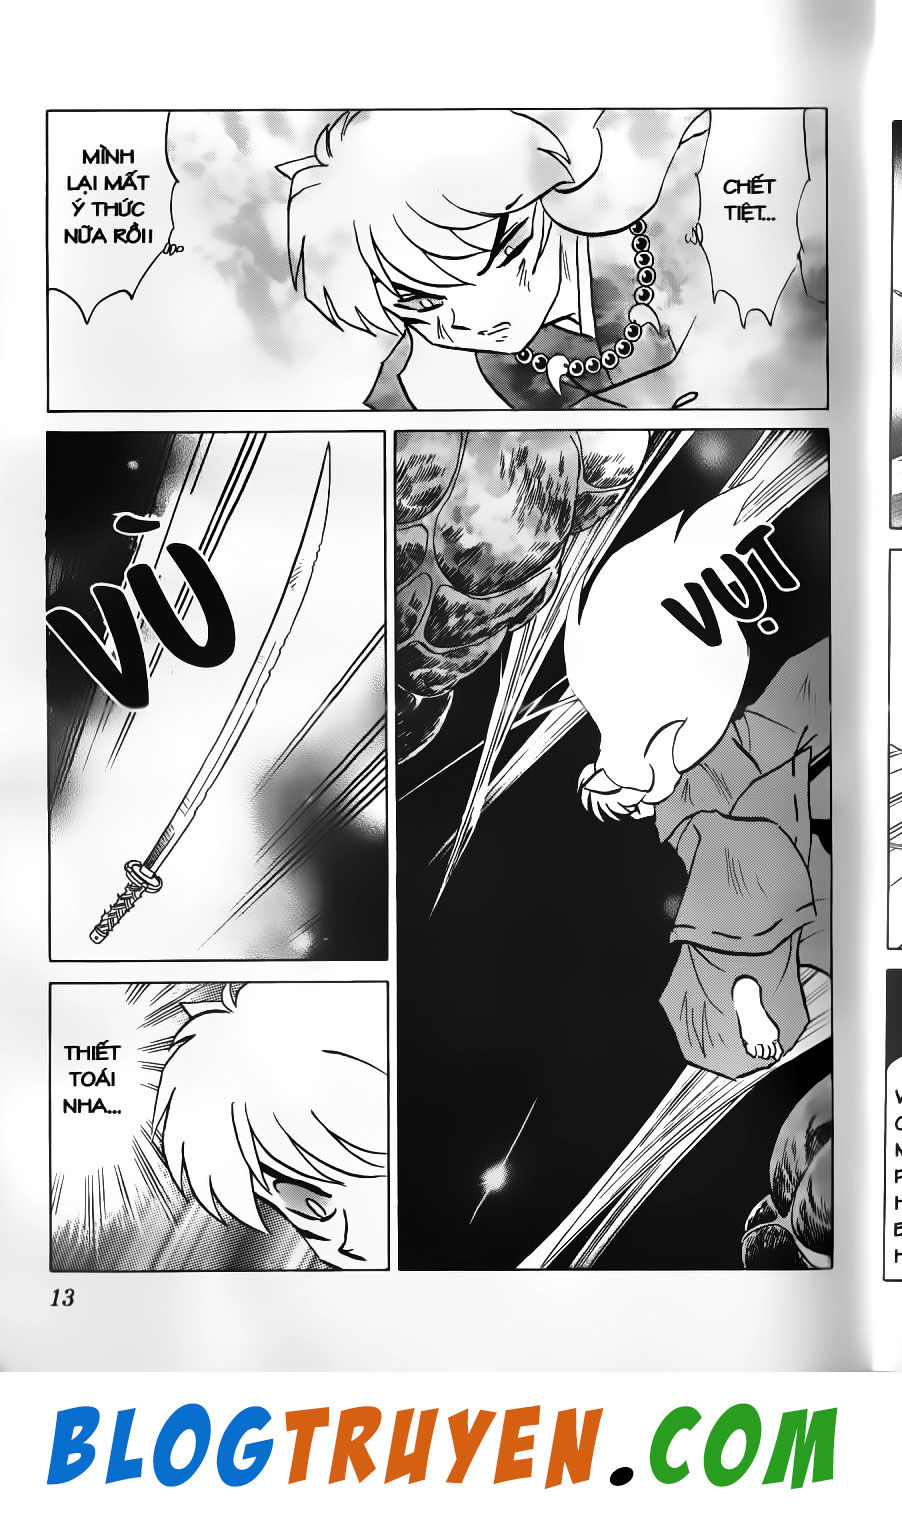 CHẾT
TIỆT...
MÌNH
LẠI MẤT
Ý THỨC
NỮA RỒI!
VỤT
VÙ
THIẾT
TOÁI
NHA...
13
BLOGTRUYEN.COM